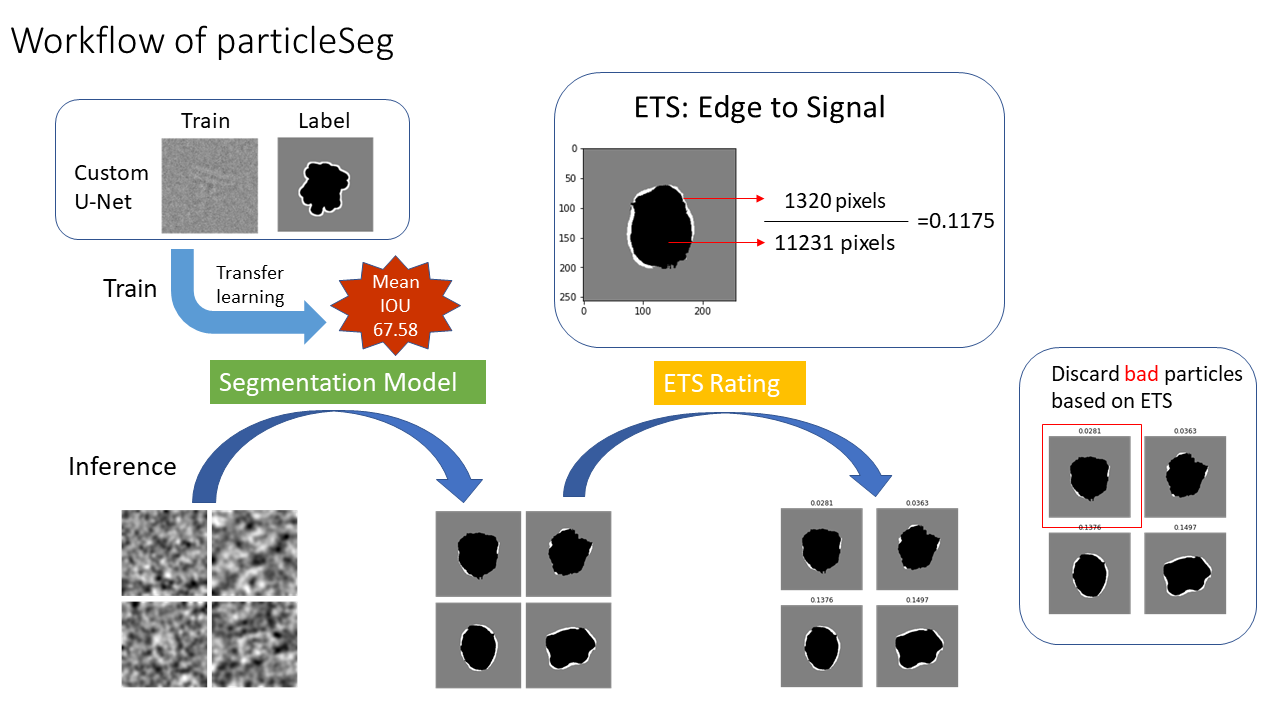 Workflow of particleSeg
Train
Label
Custom
U-Net
Train
Transfer
learning
Mean
IOU
67.58
ETS: Edge to Signal
0
50
100
150
200
250
0
100
200
1320 pixels
11231 pixels
=0.1175
Segmentation Model
ETS Rating
Inference
0.0281
0.0363
0.1376
0.1497
Discard bad particles
based on ETS
0.0281
0.0363
0.1376
0.1497